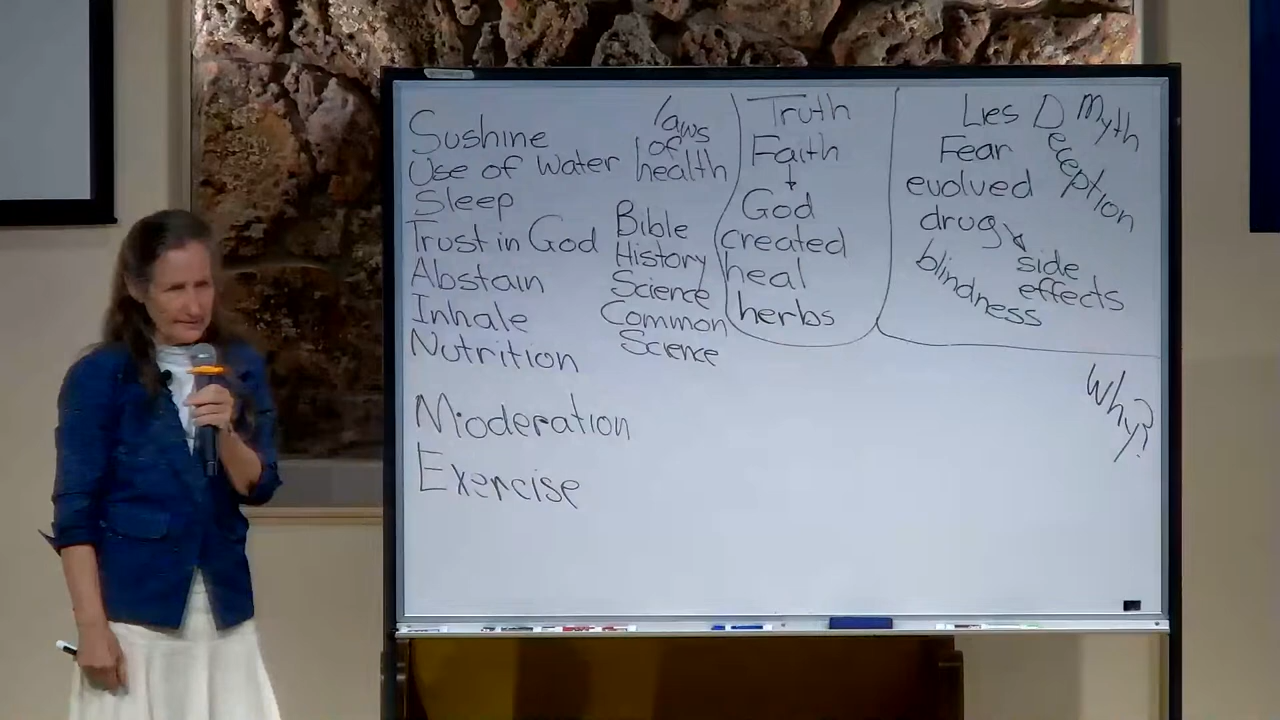 Sushine
Use of Water
Sleep
Trust in God
Abstain
Inhale
Nutrition
Moderation
Exercise
laws
of
health
Bible
History
Science
Common
Science
Truth
Faith
God
created
heal
herbs
Lies
Deception
Myth
Fear
evolved
drug
side
effects
blindness
Why?